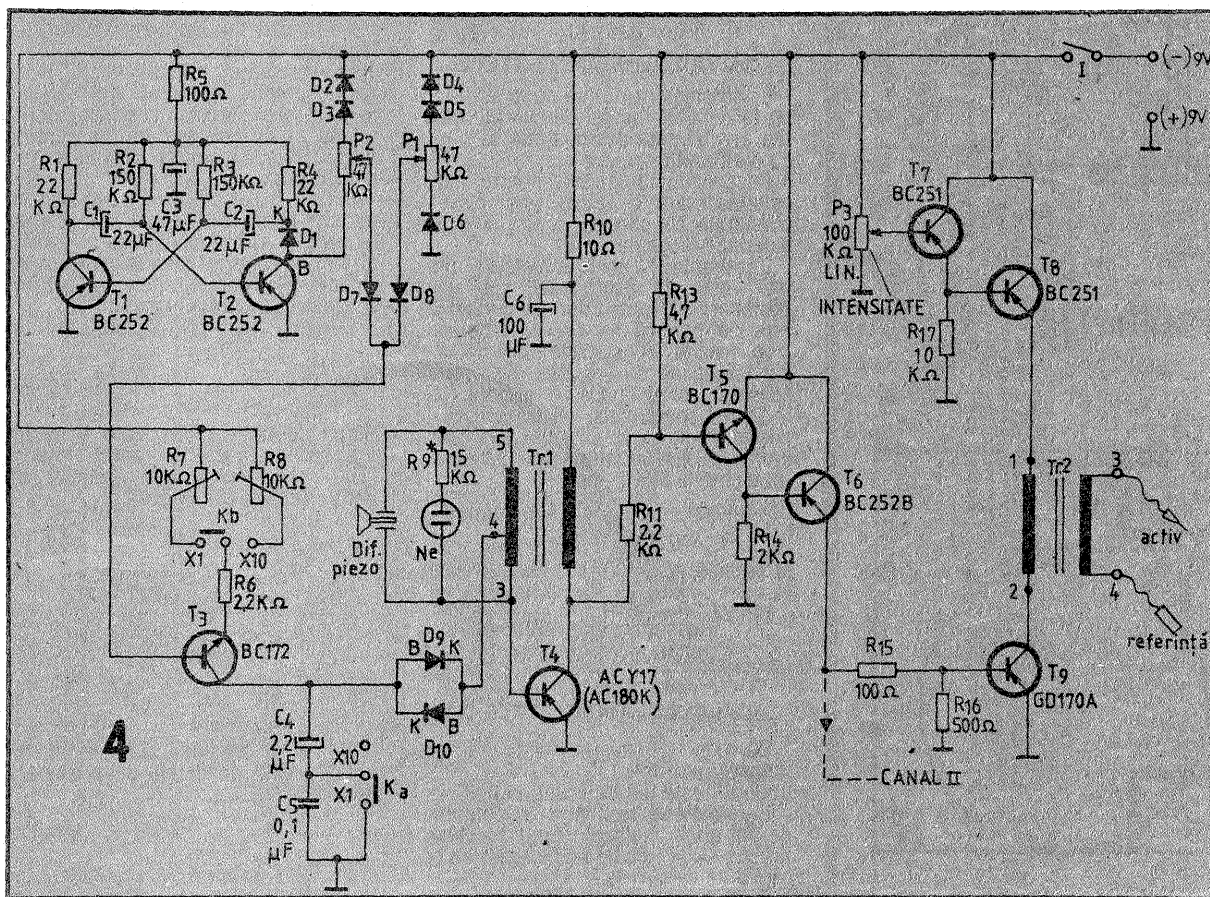 R5
100Ω
R1
22
KΩ
R2
150
KΩ
C3
47μF
R3
150KΩ
R4
22
KΩ
C1
22μF
C2
22μF
K
D1
B
T1
BC252
T2
BC252
D2
D3
P2
47
KΩ
D4
D5
P1
47
KΩ
D6
D7
D8
R10
10Ω
C6
100
μF
R13
4,7
KΩ
T5
BC170
R11
2,2
KΩ
R14
2KΩ
T6
BC252B
P3
100
KΩ
LIN.
INTENSITATE
T7
BC251
T8
BC251
R17
10
KΩ
I
(-)9V
(+)9V
R7
10KΩ
R8
10KΩ
Kb
X1
X10
R6
2,2KΩ
T3
BC172
Dif.
piezo
*
R9
15
KΩ
Ne
5
4
3
Tr.1
D9
B
K
K
B
D10
T4
ACY17
(AC180K)
C4
2,2
μF
X10
X1
Ka
C5
0,1
μF
R15
100Ω
R16
500Ω
CANAL II
1
2
Tr2
3
4
activ
referință
T9
GD170A
4